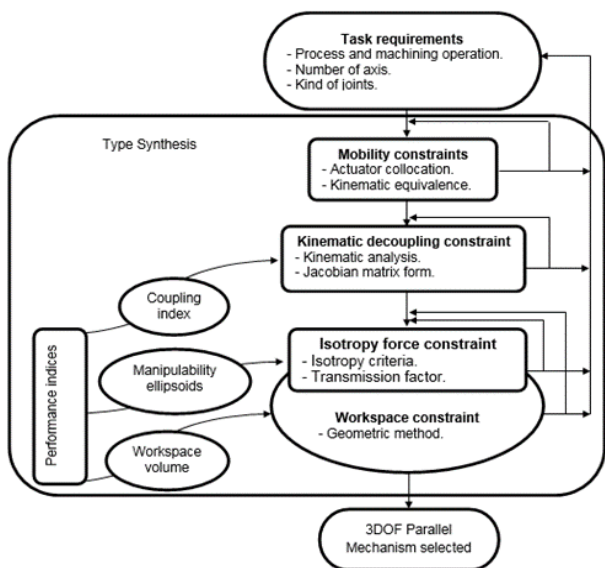 Task requirements
- Process and machining operation.
- Number of axis.
- Kind of joints.
Type Synthesis
Mobility constraints
- Actuator collocation.
- Kinematic equivalence.
Kinematic decoupling constraint
- Kinematic analysis.
- Jacobian matrix form.
Coupling
index
Isotropy force constraint
- Isotropy criteria.
- Transmission factor.
Manipulability
ellipsoids
Performance indices
Workspace constraint
- Geometric method.
Workspace
volume
3DOF Parallel
Mechanism selected